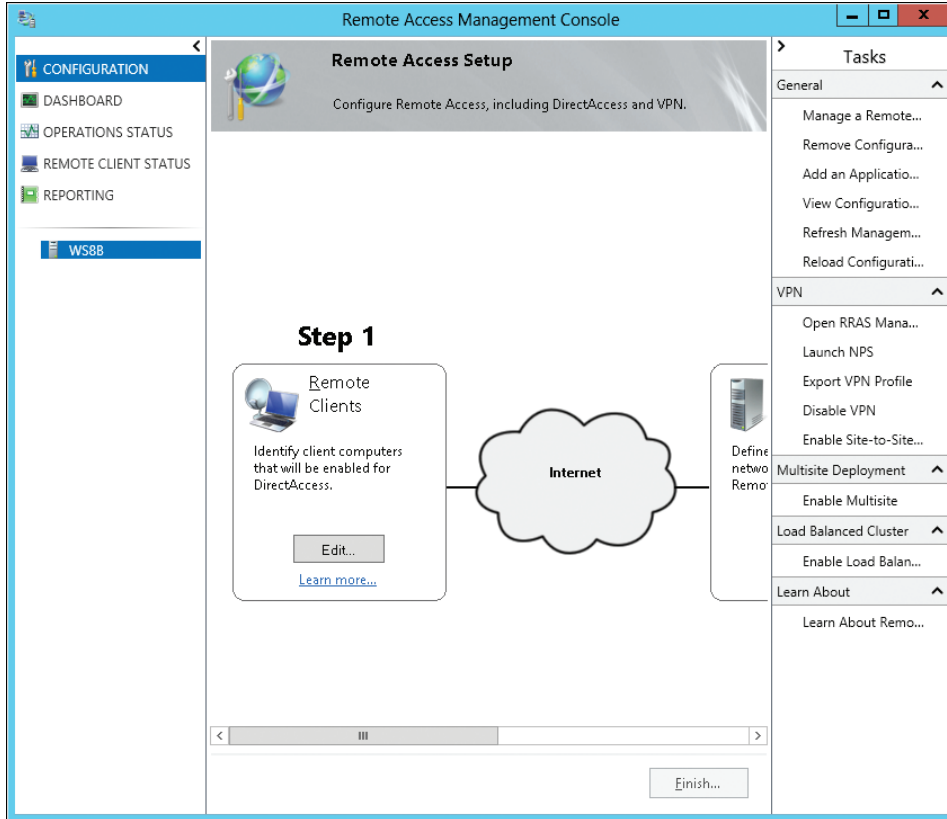 Remote Access Management Console
CONFIGURATION
DASHBOARD
OPERATIONS STATUS
REMOTE CLIENT STATUS
REPORTING
WS8B
Remote Access Setup
Configure Remote Access, including DirectAccess and VPN.
Step 1
Remote
Clients
Identify client computers
that will be enabled for
DirectAccess.
Edit...
Learn more...
Internet
Define
netwo
Remo
Finish...
Tasks
General
Manage a Remote...
Remove Configura...
Add an Applicatio...
View Configuratio...
Refresh Managem...
Reload Configurati...
VPN
Open RRAS Mana...
Launch NPS
Export VPN Profile
Disable VPN
Enable Site-to-Site...
Multisite Deployment
Enable Multisite
Load Balanced Cluster
Enable Load Balan...
Learn About
Learn About Remo...